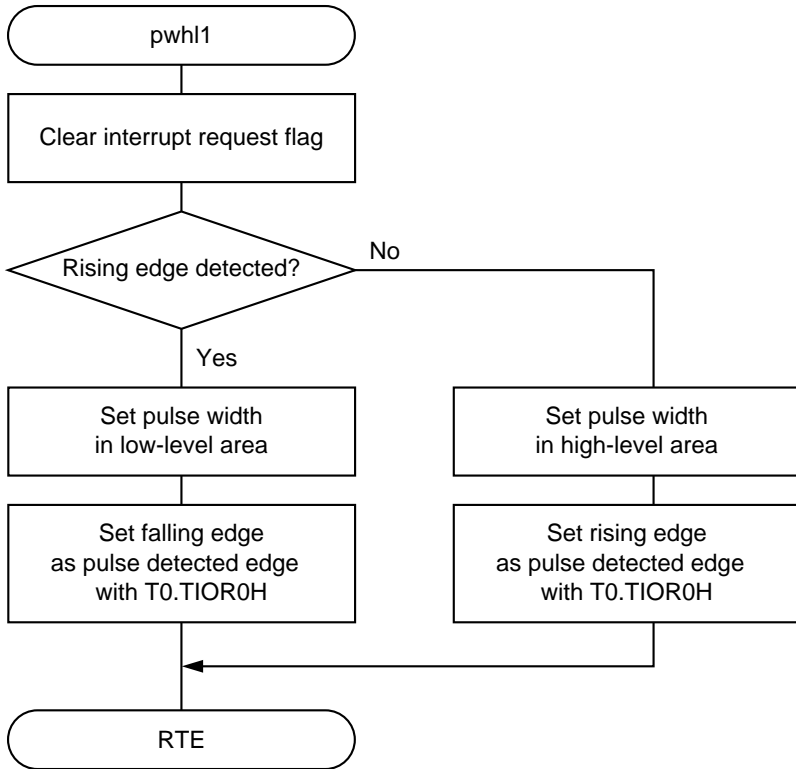 pwhl1
Clear interrupt request flag
Rising edge detected?
No
Yes
Set pulse width
in low-level area
Set pulse width
in high-level area
Set falling edge
as pulse detected edge
with T0.TIOR0H
Set rising edge
as pulse detected edge
with T0.TIOR0H
RTE